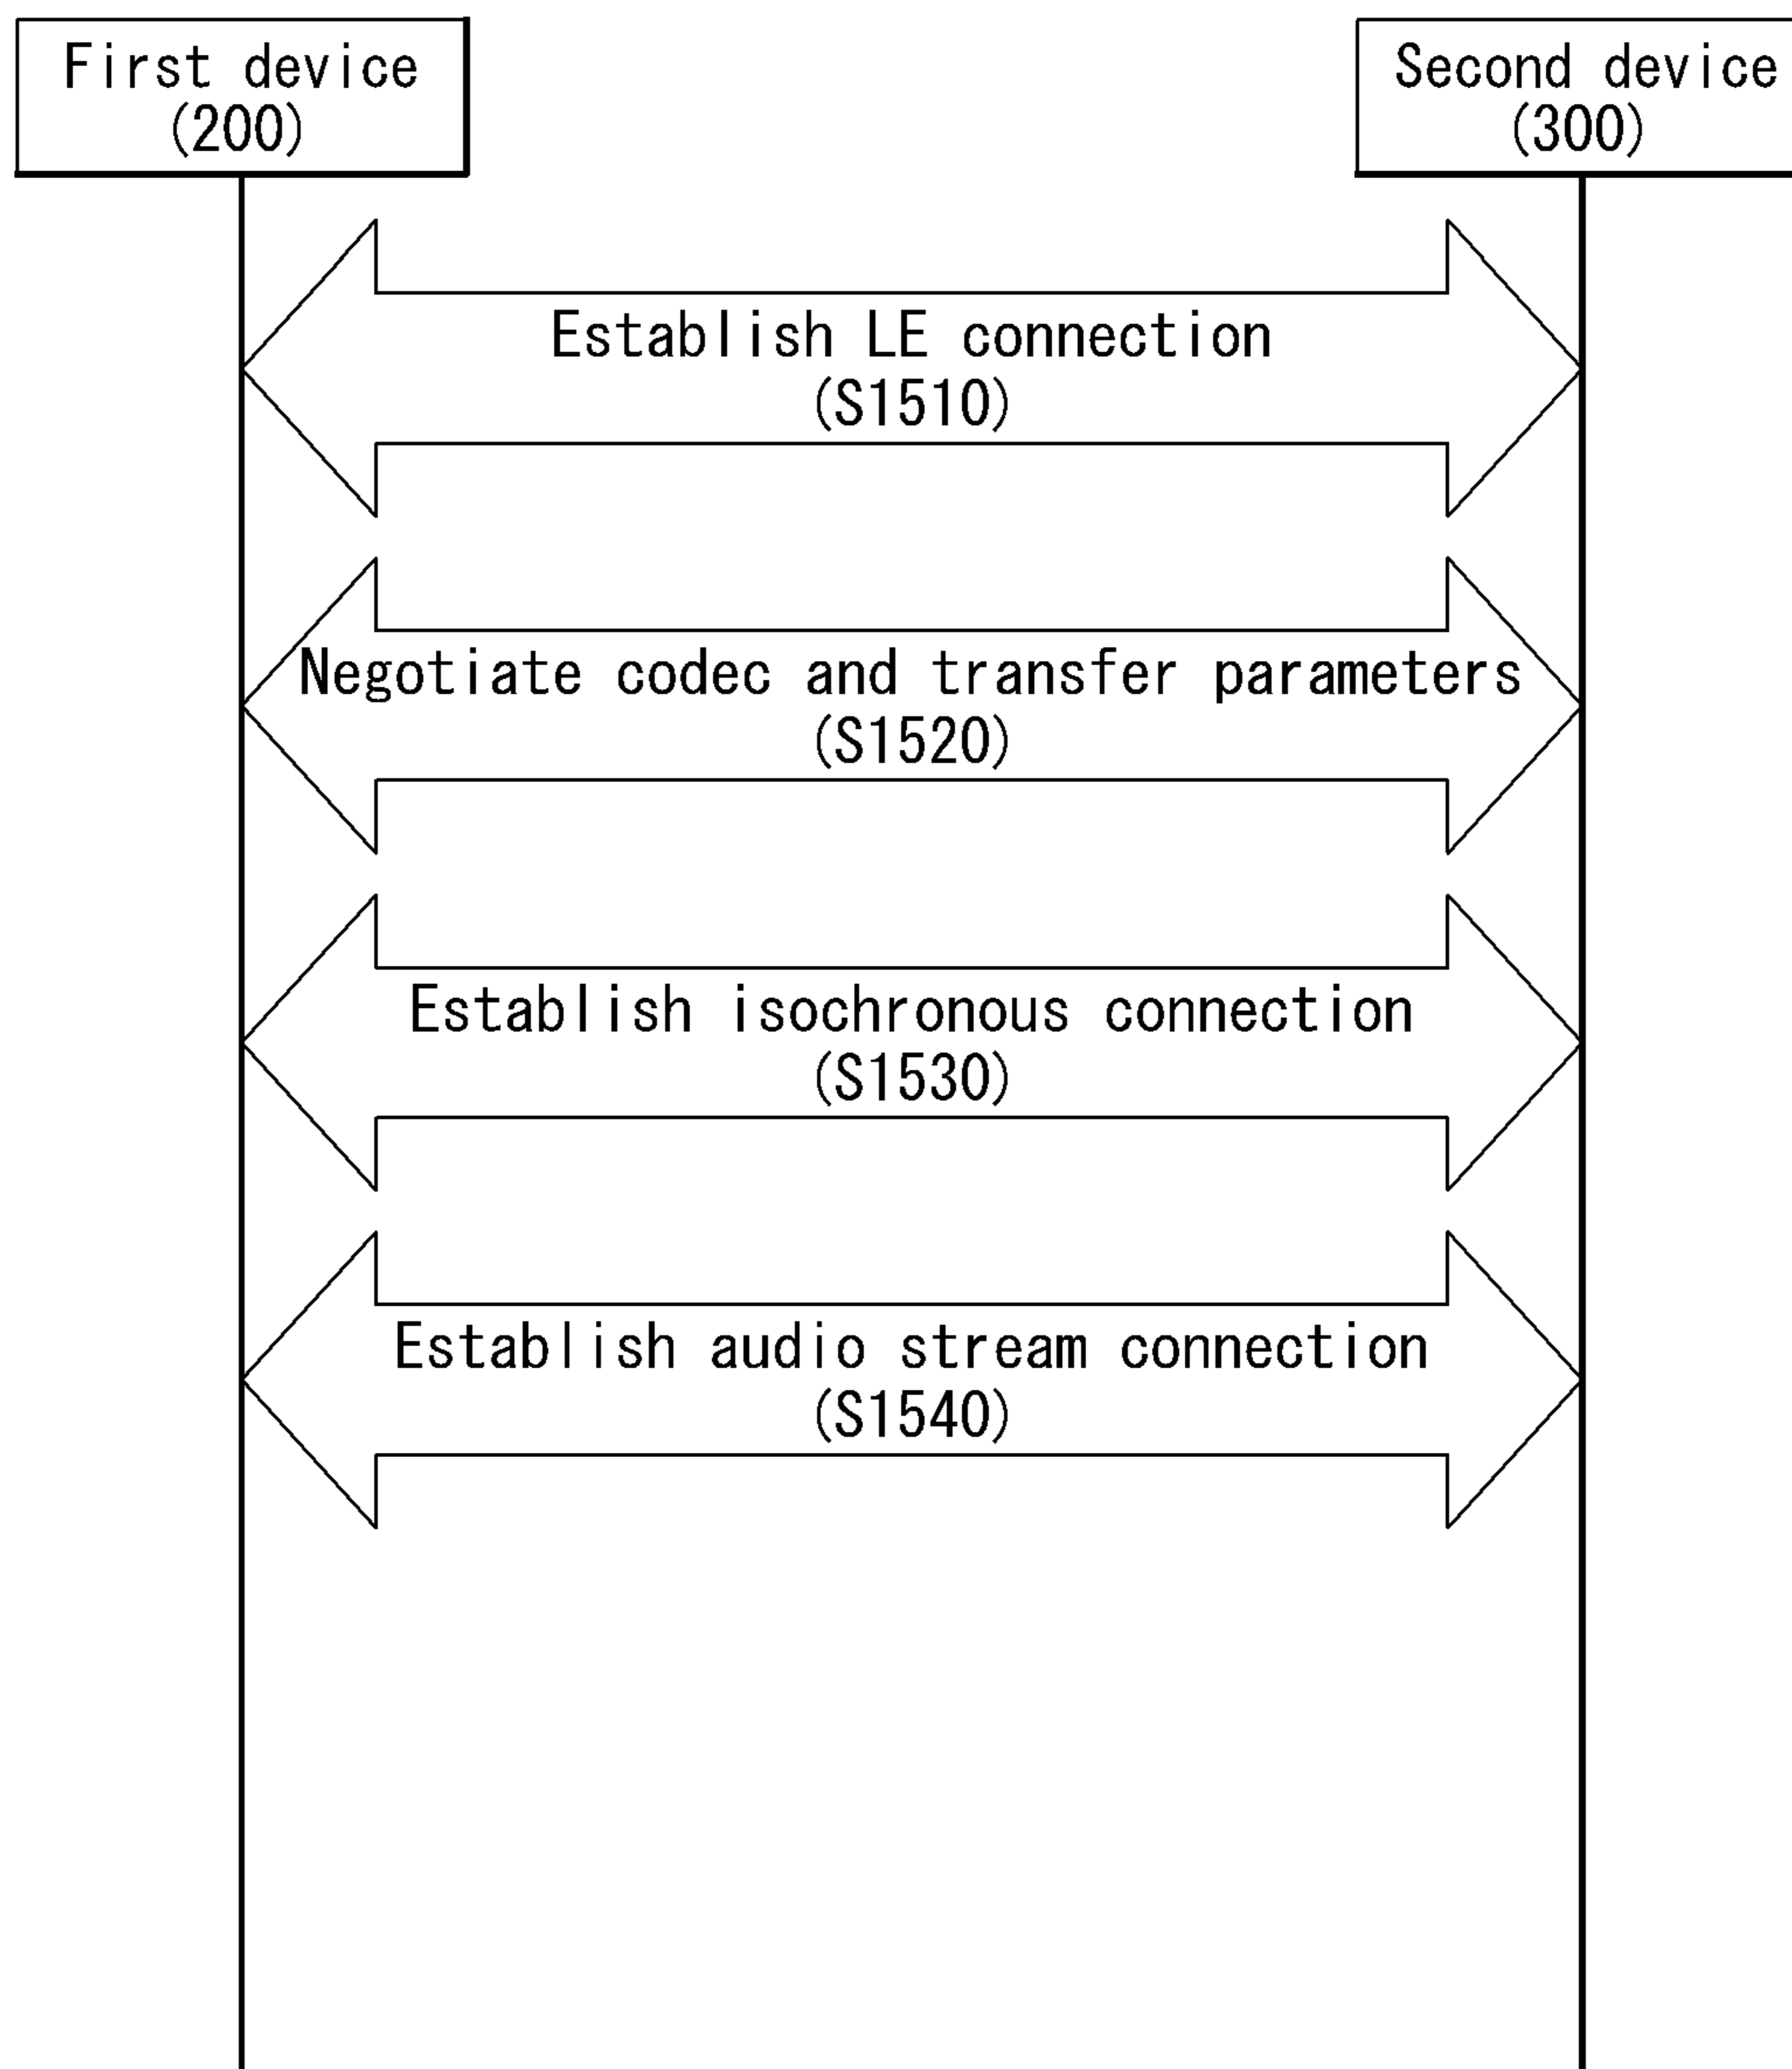 First device
(200)
Second device
(300)
Establish LE connection
(S1510)
Negotiate codec and transfer parameters
(S1520)
Establish isochronous connection
(S1530)
Establish audio stream connection
(S1540)